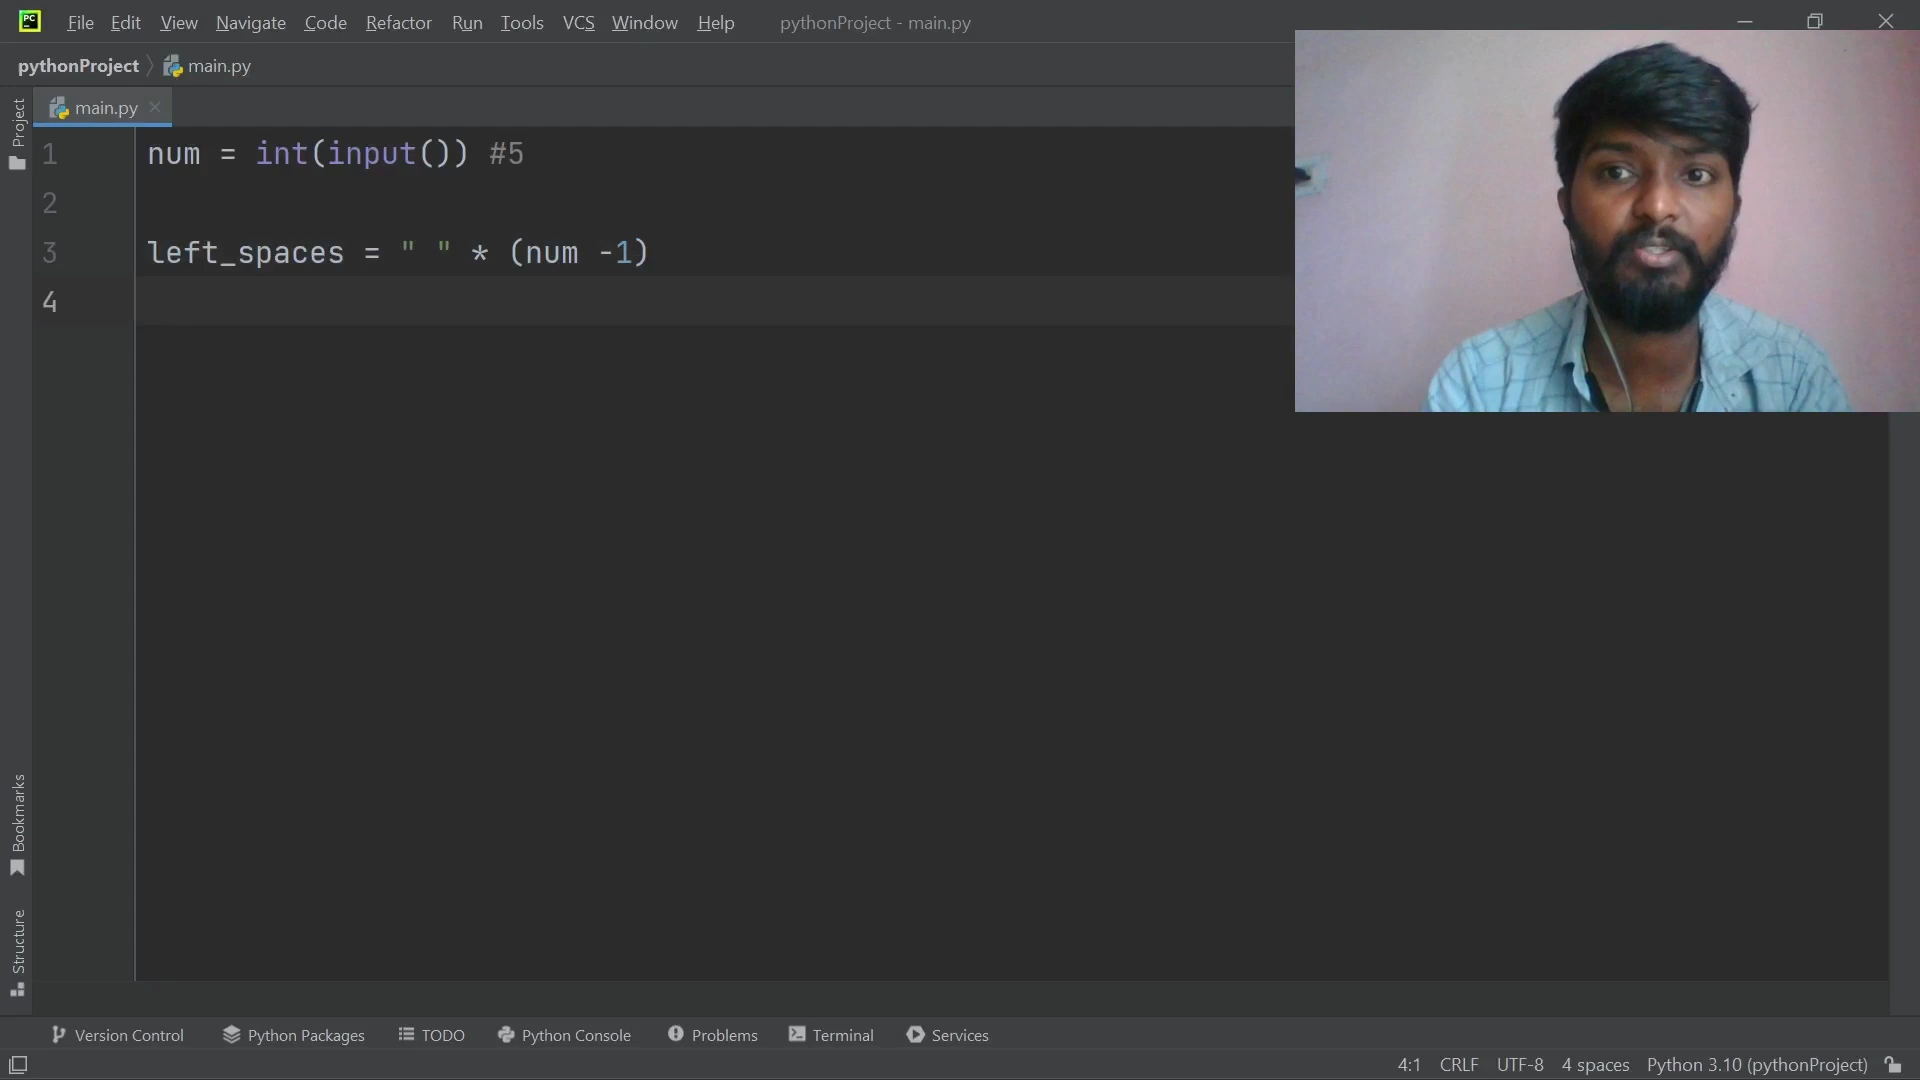 PC File Edit View Navigate Code Refactor Run Tools VCS Window Help pythonProject - main.py
pythonProject main.py
Project
main.py
1 num = int(input()) #5
2
3 left_spaces = " " * (num -1)
4
Bookmarks
Structure
Version Control Python Packages TODO Python Console Problems Terminal Services
4:1 CRLF UTF-8 4 spaces Python 3.10 (pythonProject)